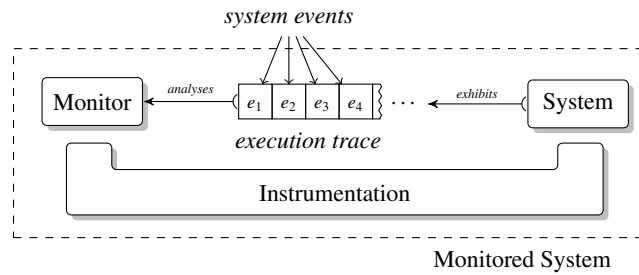 system events
Monitor
analyses
e1 e2 e3 e4 ···
exhibits
System
execution trace
Instrumentation
Monitored System